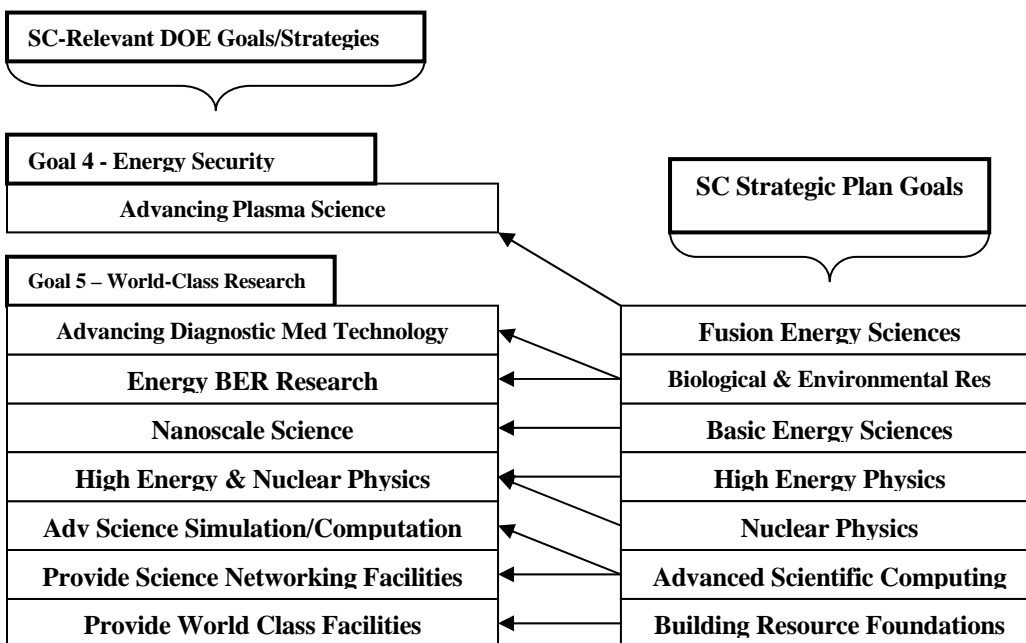 SC-Relevant DOE Goals/Strategies
Goal 4 - Energy Security
Advancing Plasma Science
Goal 5 – World-Class Research
Advancing Diagnostic Med Technology
Energy BER Research
Nanoscale Science
High Energy & Nuclear Physics
Adv Science Simulation/Computation
Provide Science Networking Facilities
Provide World Class Facilities
SC Strategic Plan Goals
Fusion Energy Sciences
Biological & Environmental Res
Basic Energy Sciences
High Energy Physics
Nuclear Physics
Advanced Scientific Computing
Building Resource Foundations